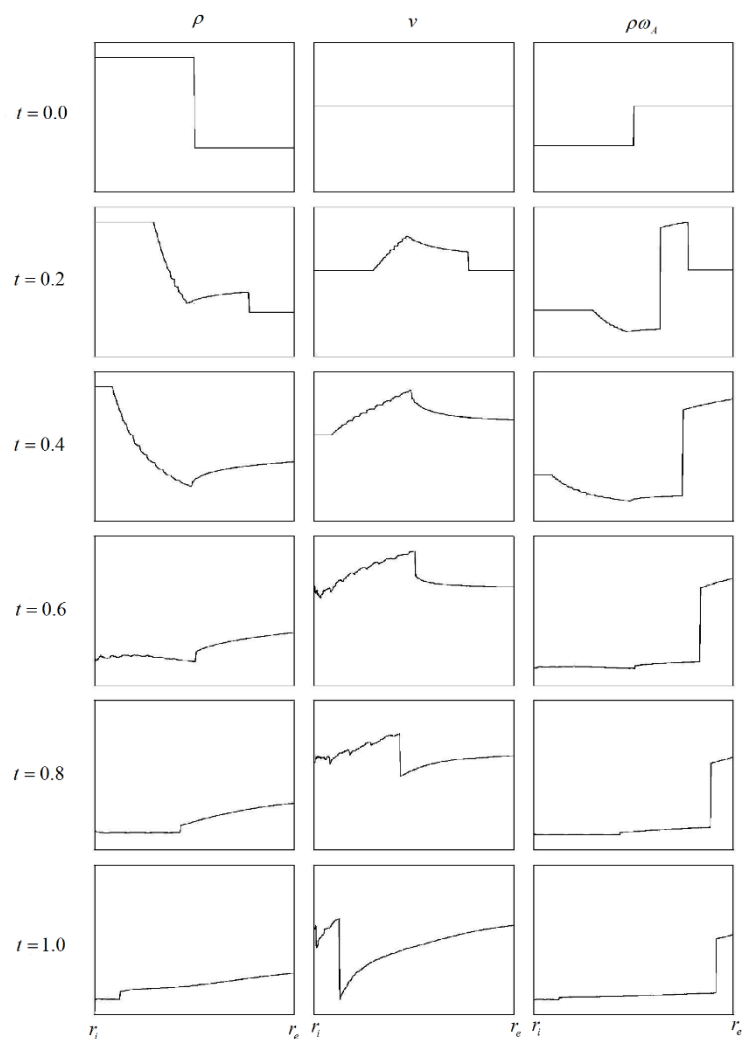 ρ v ρω_A
t = 0.0
t = 0.2
t = 0.4
t = 0.6
t = 0.8
t = 1.0
r_i r_e r_i r_e r_i r_e